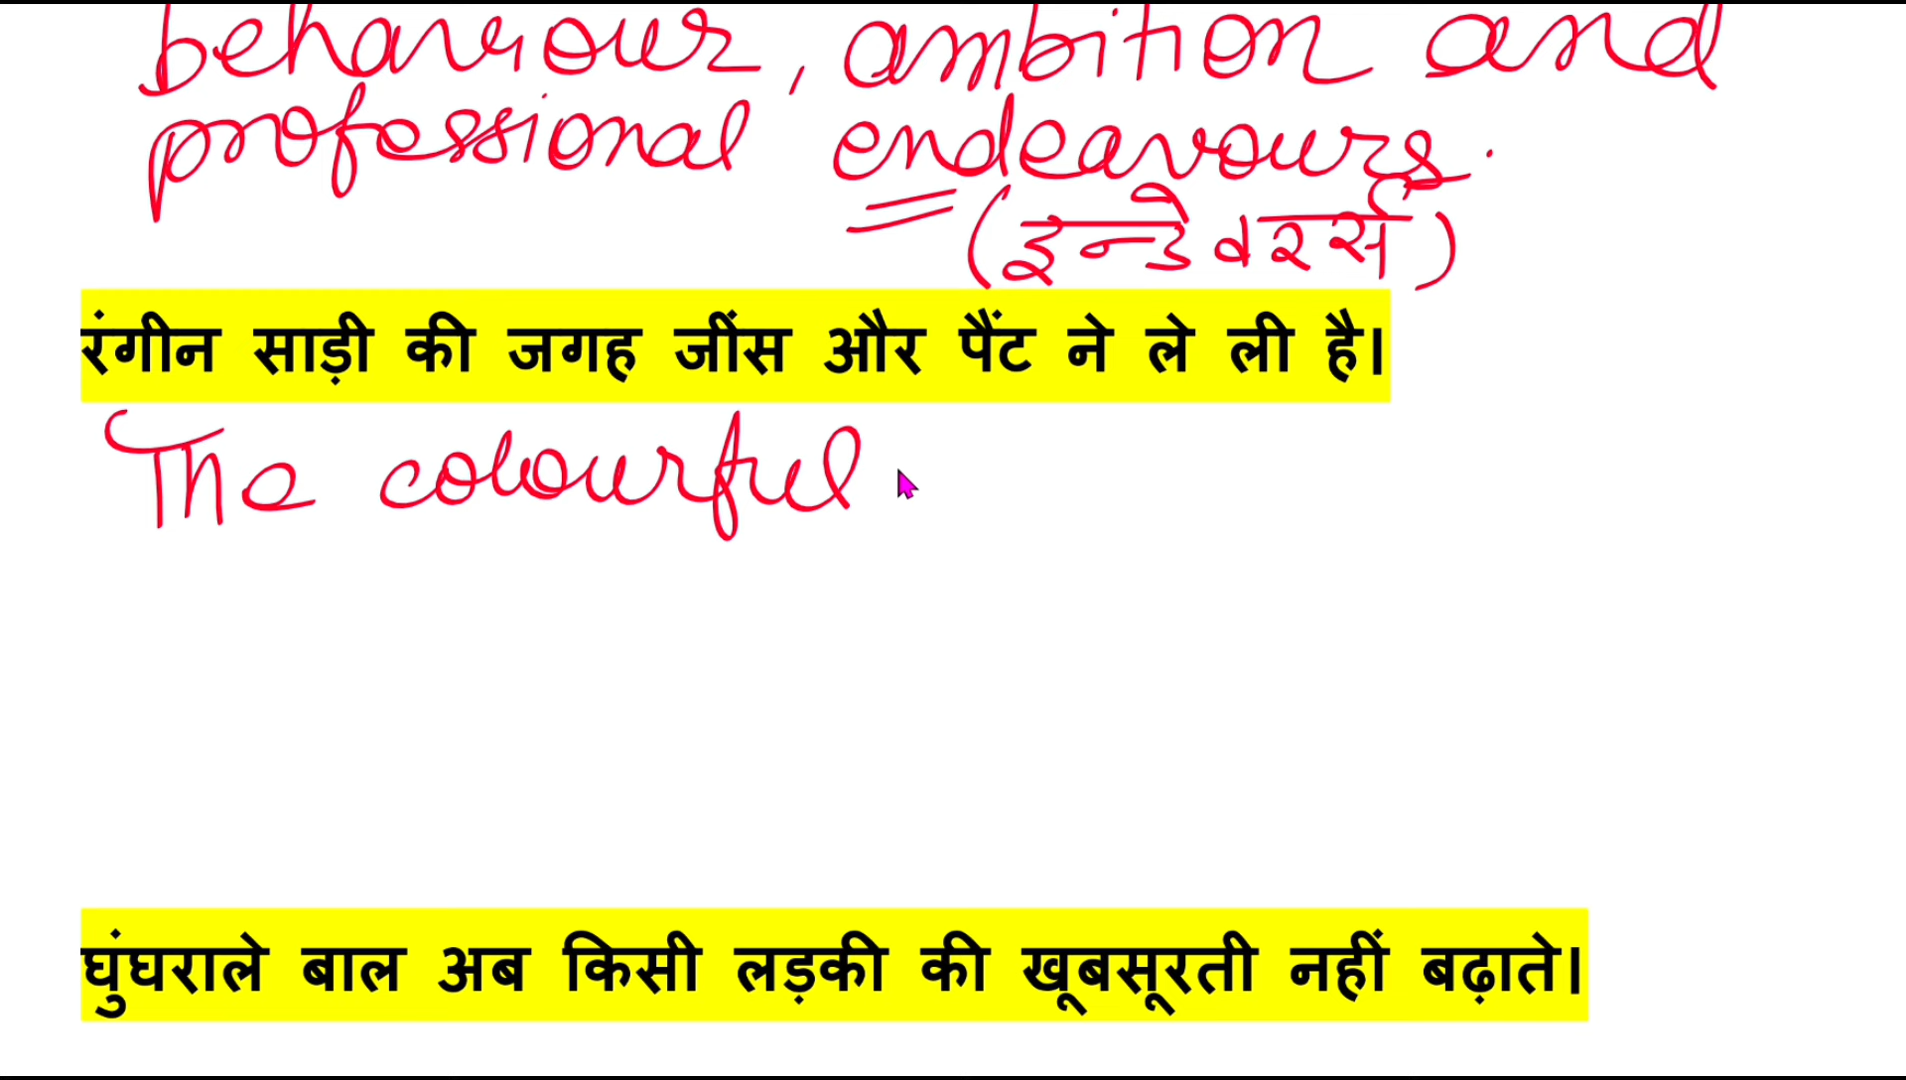 behaviour, ambition and
professional endeavours.
(इन्डेवरर्स)
रंगीन साड़ी की जगह जींस और पैंट ने ले ली है।
The colourful
घुंघराले बाल अब किसी लड़की की खूबसूरती नहीं बढ़ाते।